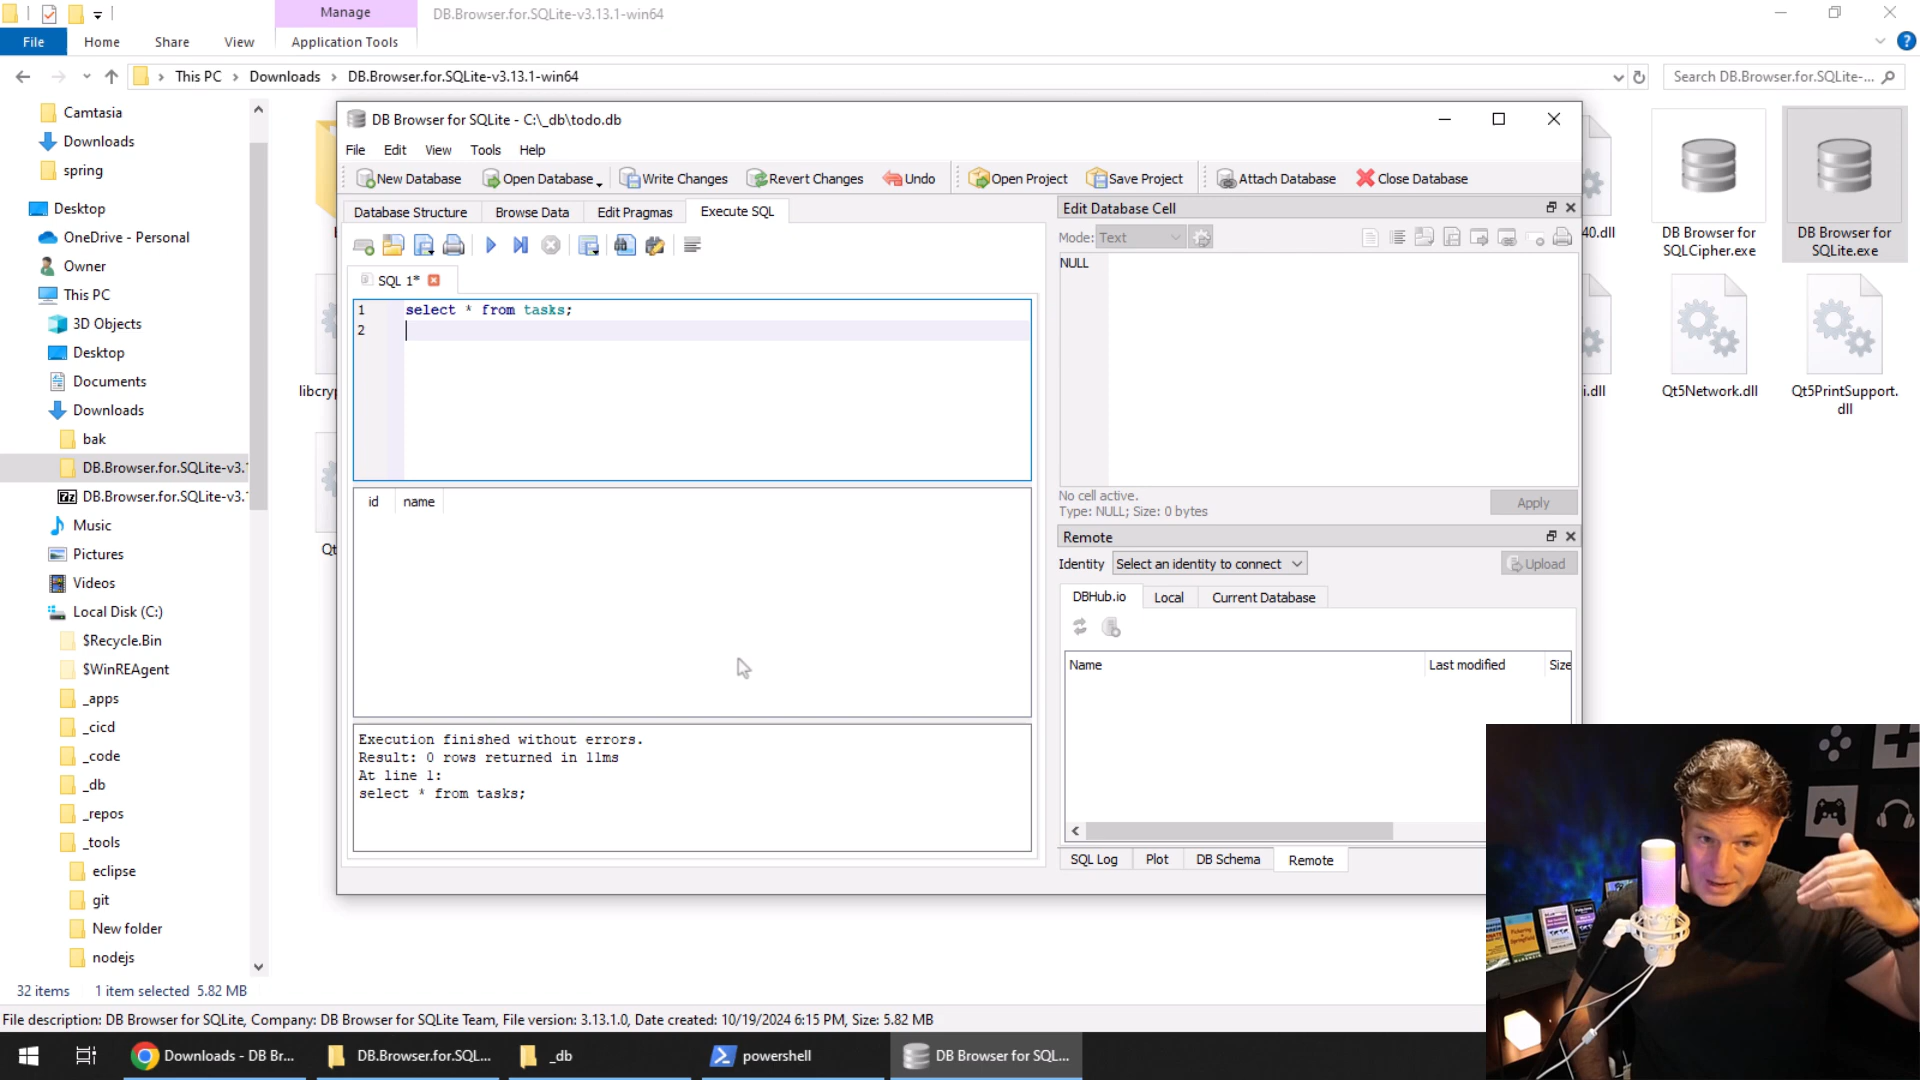 Manage
DB.Browser.for.SQLite-v3.13.1-win64
File
Home
Share
View
Application Tools
This PC
Downloads
DB.Browser.for.SQLite-v3.13.1-win64
Search DB.Browser.for.SQLite-...
Camtasia
Downloads
spring
Desktop
OneDrive - Personal
Owner
This PC
3D Objects
Desktop
Documents
Downloads
bak
DB.Browser.for.SQLite-v3.
DB.Browser.for.SQLite-v3.
Music
Pictures
Videos
Local Disk (C:)
$Recycle.Bin
$WinREAgent
_apps
_cicd
_code
_db
_repos
_tools
eclipse
git
New folder
nodejs
libcryp
Qt
DB Browser for SQLite - C:\_db\todo.db
File Edit View Tools Help
New Database
Open Database
Write Changes
Revert Changes
Undo
Open Project
Save Project
Attach Database
Close Database
Database Structure
Browse Data
Edit Pragmas
Execute SQL
SQL 1*
1 select * from tasks;
2
id name
Execution finished without errors.
Result: 0 rows returned in 11ms
At line 1:
select * from tasks;
Edit Database Cell
Mode: Text
NULL
No cell active.
Type: NULL; Size: 0 bytes
Apply
Remote
Identity Select an identity to connect
Upload
DBHub.io
Local
Current Database
Name
Last modified
Size
SQL Log
Plot
DB Schema
Remote
40.dll
DB Browser for
SQLCipher.exe
DB Browser for
SQLite.exe
i.dll
Qt5Network.dll
Qt5PrintSupport.
dll
32 items
1 item selected 5.82 MB
File description: DB Browser for SQLite, Company: DB Browser for SQLite Team, File version: 3.13.1.0, Date created: 10/19/2024 6:15 PM, Size: 5.82 MB
Downloads - DB Br...
DB.Browser.for.SQL...
_db
powershell
DB Browser for SQL...